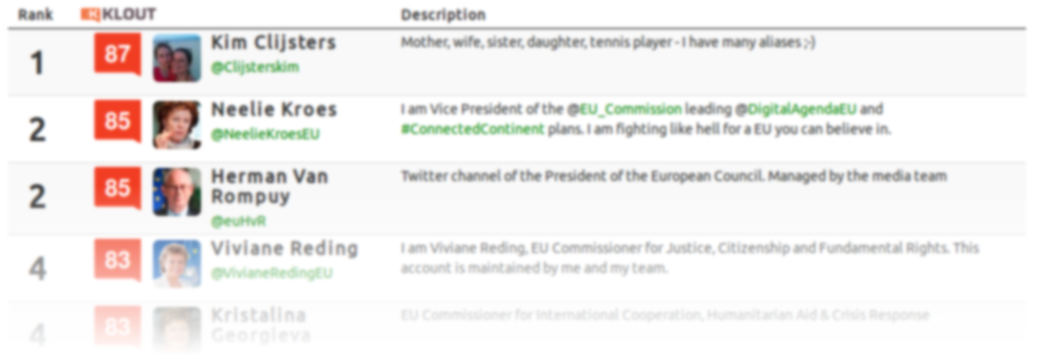 Rank KLOUT Description
1 87 Kim Clijsters Mother, wife, sister, daughter, tennis player - I have many aliases ;-)
@Clijsterskim
2 85 Neelie Kroes I am Vice President of the @EU_Commission leading @DigitalAgendaEU and
@NeelieKroesEU #ConnectedContinent plans. I am fighting like hell for a EU you can believe in.
2 85 Herman Van Twitter channel of the President of the European Council. Managed by the media team
Rompuy
@euHvR
4 83 Viviane Reding I am Viviane Reding, EU Commissioner for Justice, Citizenship and Fundamental Rights. This
@VivianeRedingEU account is maintained by me and my team.
4 83 Kristalina EU Commissioner for International Cooperation, Humanitarian Aid & Crisis Response
Georgieva